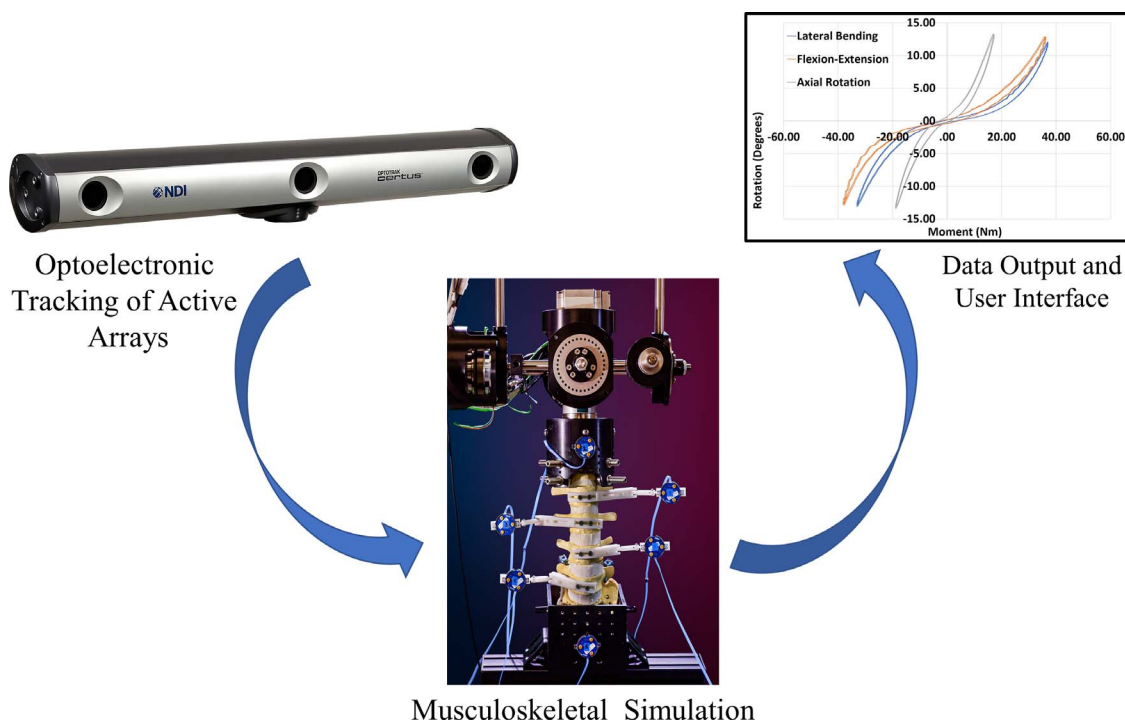 NDI
OPTOTRAK
certus
Optoelectronic
Tracking of Active
Arrays
Lateral Bending
Flexion-Extension
Axial Rotation
15.00
10.00
5.00
.00
-5.00
-10.00
-15.00
-60.00 -40.00 -20.00 .00 20.00 40.00 60.00
Rotation (Degrees)
Moment (Nm)
Data Output and
User Interface
Musculoskeletal Simulation